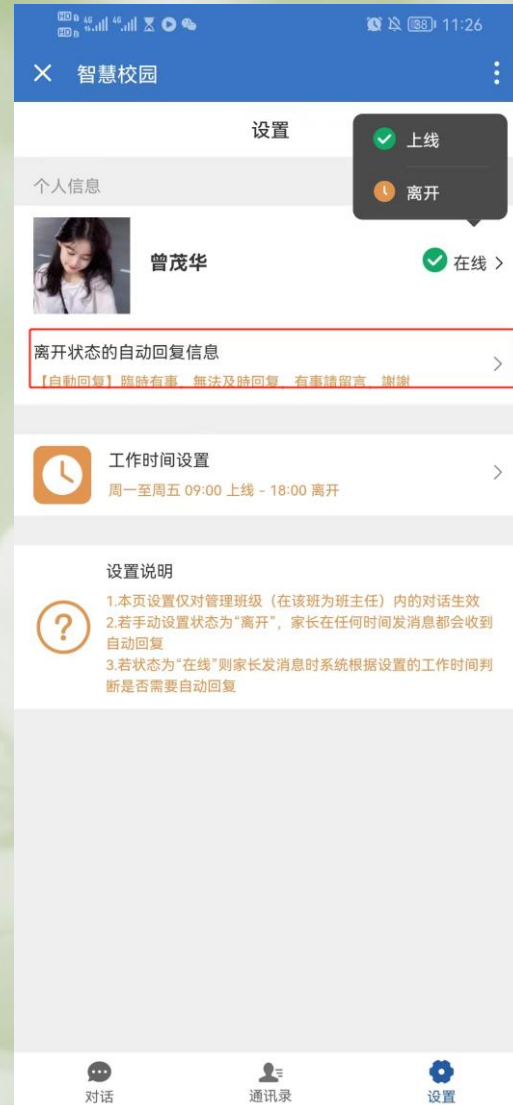 HD 46 46 38 11:26
HD
智慧校园
设置
上线
离开
个人信息
曾茂华
在线
离开状态的自动回复信息
【自動回复】臨時有事，無法及時回复，有事請留言，謝謝
工作时间设置
周一至周五 09:00 上线 - 18:00 离开
设置说明
1.本页设置仅对管理班级（在该班为班主任）内的对话生效
2.若手动设置状态为“离开”，家长在任何时间发消息都会收到
自动回复
3.若状态为“在线”则家长发消息时系统根据设置的工作时间判
断是否需要自动回复
对话
通讯录
设置